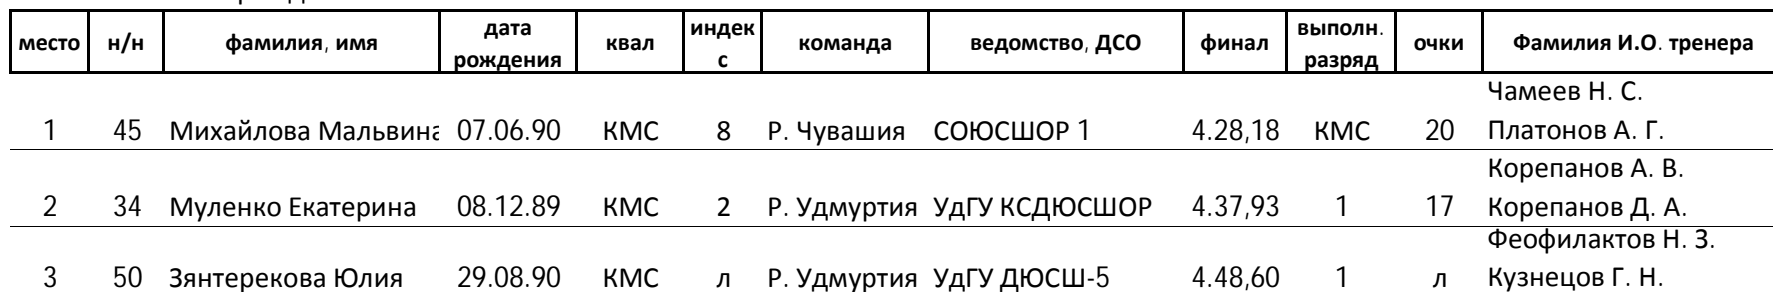 место н/н фамилия, имя дата рождения квал индекс команда ведомство, ДСО финал выполн. разряд очки Фамилия И.О. тренера
Чамеев Н. С.
1 45 Михайлова Мальвина 07.06.90 КМС 8 Р. Чувашия СОЮСШОР 1 4.28,18 КМС 20 Платонов А. Г.
Корепанов А. В.
2 34 Муленко Екатерина 08.12.89 КМС 2 Р. Удмуртия УдГУ КСДЮСШОР 4.37,93 1 17 Корепанов Д. А.
Феофилактов Н. З.
3 50 Зянтерекова Юлия 29.08.90 КМС л Р. Удмуртия УдГУ ДЮСШ-5 4.48,60 1 л Кузнецов Г. Н.